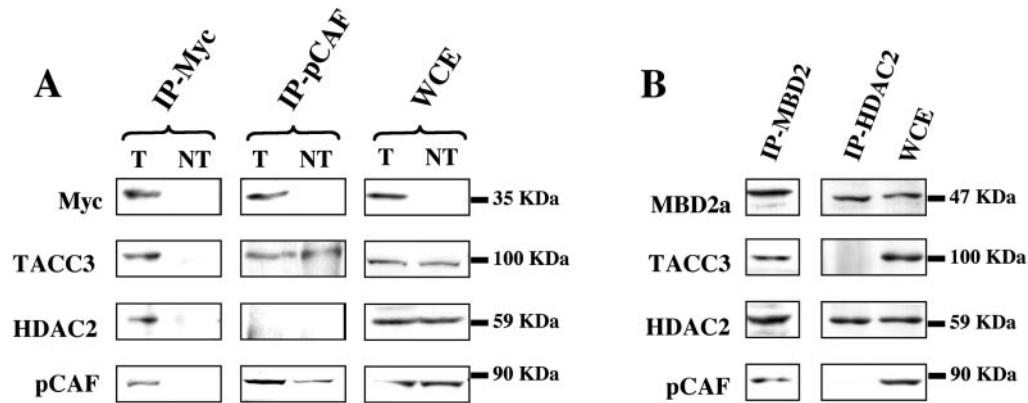 A
IP-Myc
IP-pCAF
WCE
T NT T NT T NT
Myc
35 KDa
TACC3
100 KDa
HDAC2
59 KDa
pCAF
90 KDa
B
IP-MBD2
IP-HDAC2
WCE
MBD2a
47 KDa
TACC3
100 KDa
HDAC2
59 KDa
pCAF
90 KDa